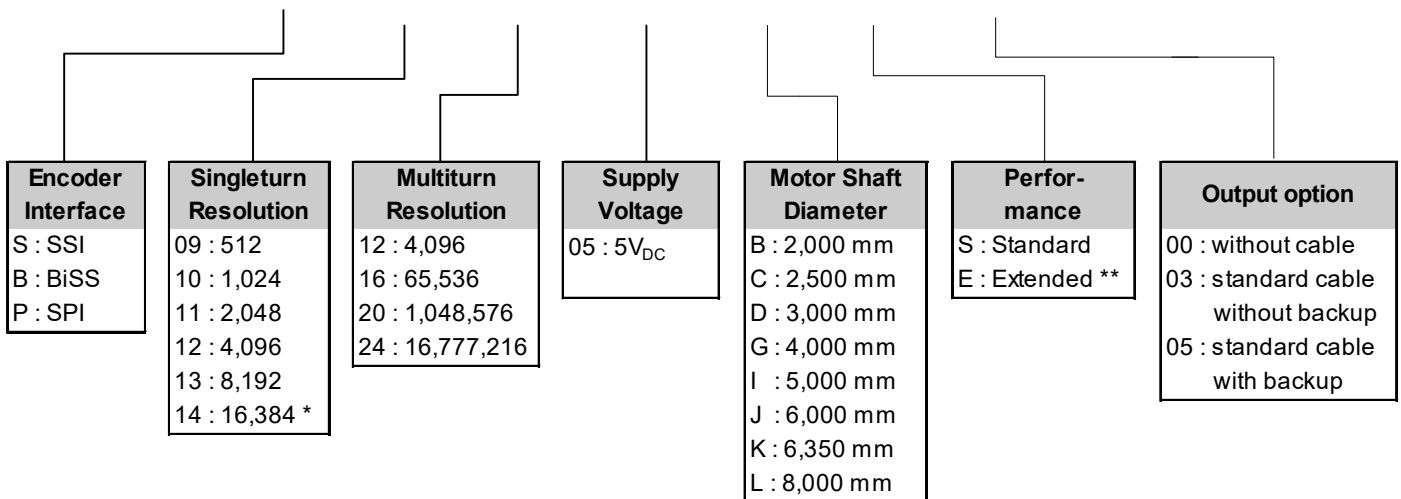 Encoder
Interface
S : SSI
B : BiSS
P : SPI
Singleturn
Resolution
09 : 512
10 : 1,024
11 : 2,048
12 : 4,096
13 : 8,192
14 : 16,384 *
Multiturn
Resolution
12 : 4,096
16 : 65,536
20 : 1,048,576
24 : 16,777,216
Supply
Voltage
05 : 5VDC
Motor Shaft
Diameter
B : 2,000 mm
C : 2,500 mm
D : 3,000 mm
G : 4,000 mm
I : 5,000 mm
J : 6,000 mm
K : 6,350 mm
L : 8,000 mm
Perfor-
mance
S : Standard
E : Extended **
Output option
00 : without cable
03 : standard cable
without backup
05 : standard cable
with backup